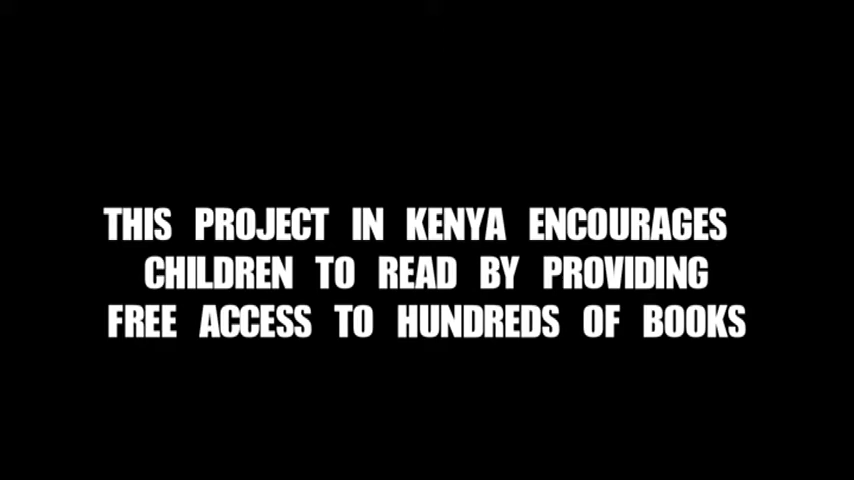 THIS PROJECT IN KENYA ENCOURAGES
CHILDREN TO READ BY PROVIDING
FREE ACCESS TO HUNDREDS OF BOOKS